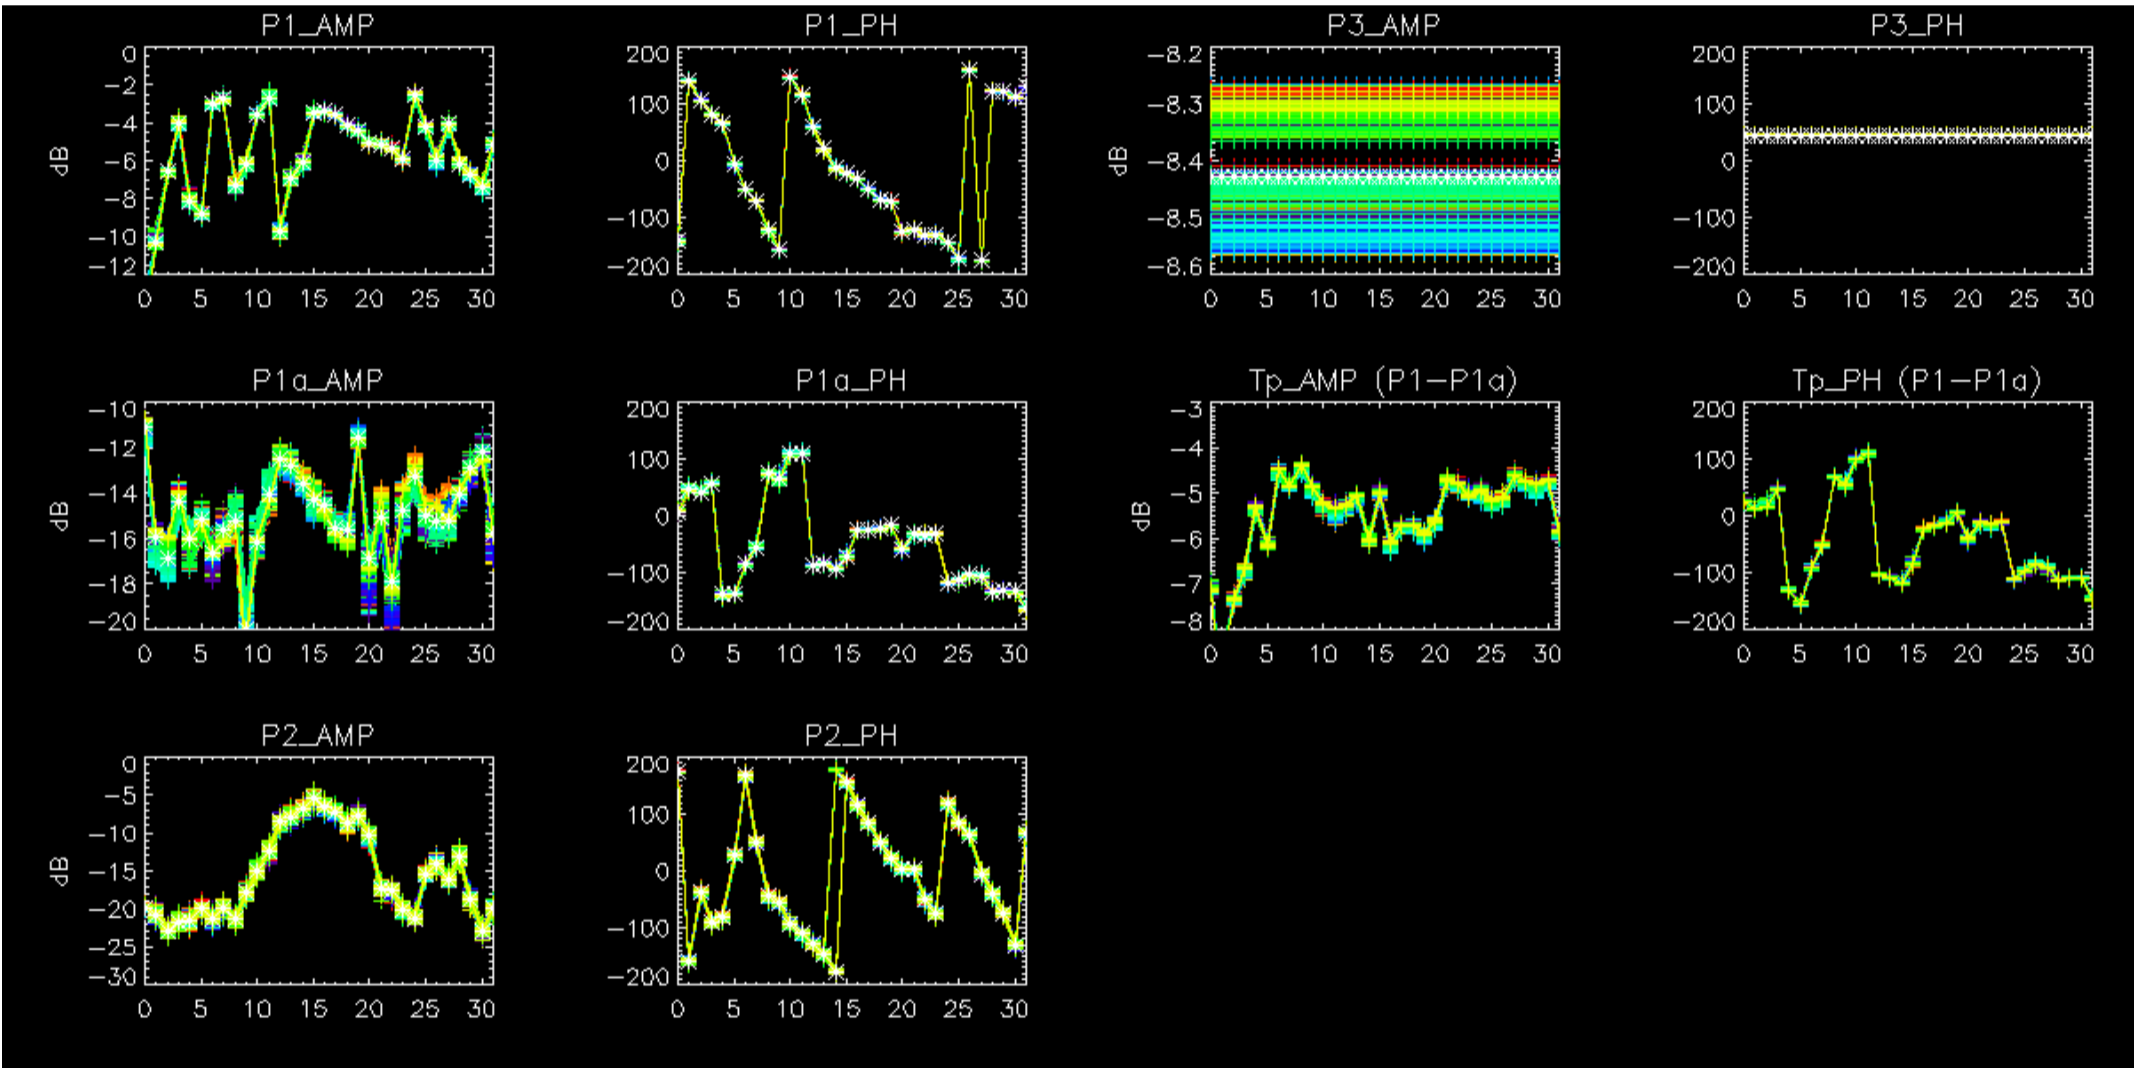 P1_AMP P1_PH P3_AMP P3_PH
0 200 -8.2 200
-2 100 -8.3 100
-4 0 -8.4 0
-6 -100 -8.5 -100
-8 -200 -8.6 -200
-10
-12
dB dB
0 5 10 15 20 25 30 0 5 10 15 20 25 30 0 5 10 15 20 25 30 0 5 10 15 20 25 30
P1a_AMP P1a_PH Tp_AMP (P1-P1a) Tp_PH (P1-P1a)
-10 200 -3 200
-12 100 -4 100
-14 0 -5 0
-16 -100 -6 -100
-18 -200 -7 -200
-20 -8
dB dB
0 5 10 15 20 25 30 0 5 10 15 20 25 30 0 5 10 15 20 25 30 0 5 10 15 20 25 30
P2_AMP P2_PH
0 200
-5 100
-10 0
-15 -100
-20 -200
-25
-30
dB
0 5 10 15 20 25 30 0 5 10 15 20 25 30